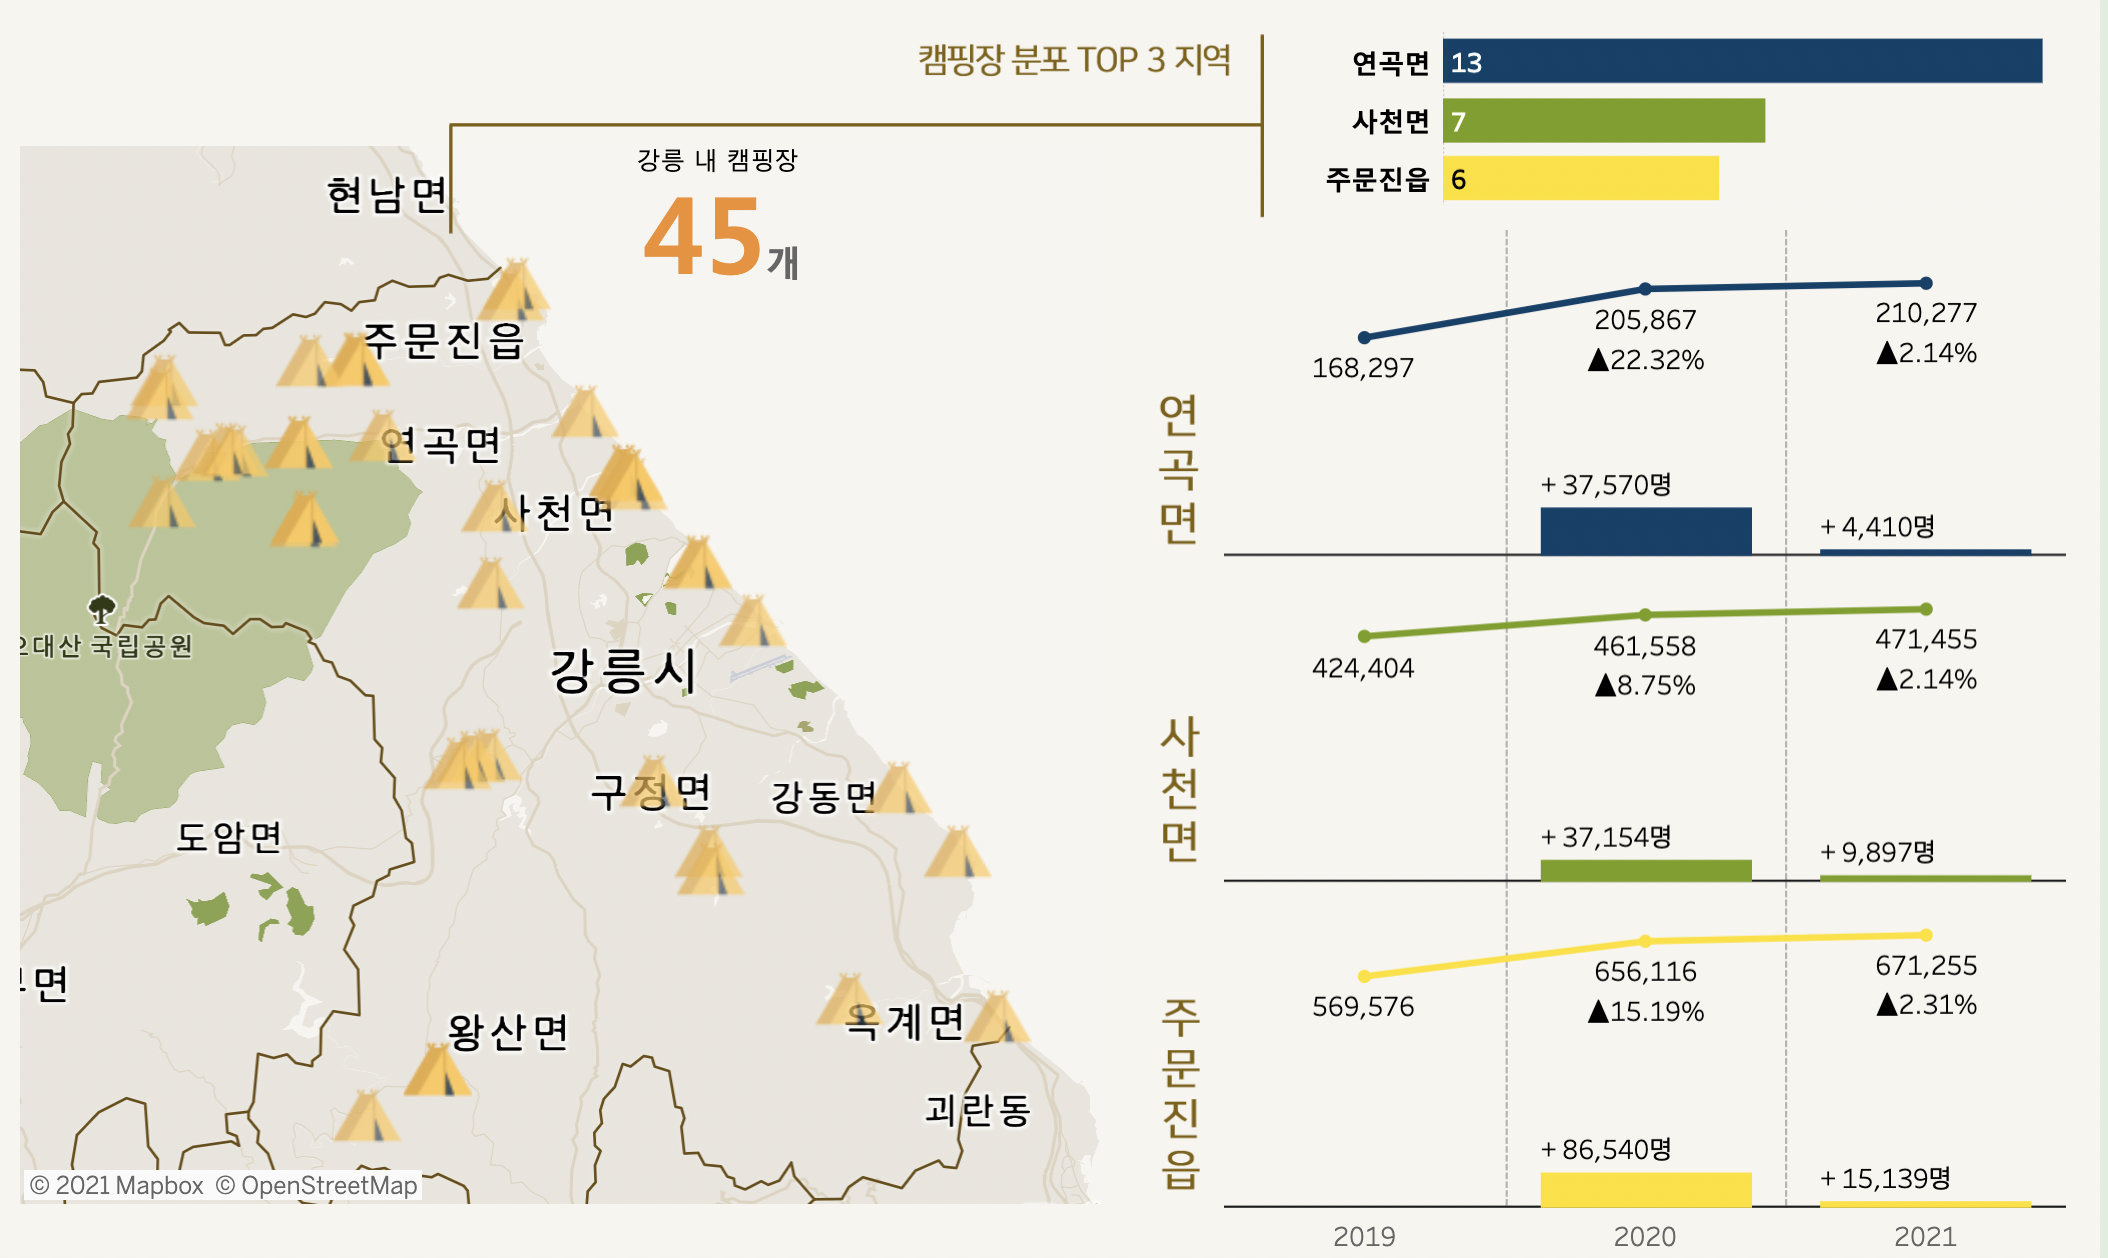 캠핑장 분포 TOP 3 지역
연곡면 13
사천면 7
주문진읍 6
강릉 내 캠핑장
45개
현남면
주문진읍
연곡면
사천면
강릉시
대산 국립공원
구정면
강동면
도암면
면
왕산면
옥계면
괴란동
© 2021 Mapbox © OpenStreetMap
연곡면
168,297
205,867
▲22.32%
210,277
▲2.14%
+ 37,570명
+ 4,410명
사천면
424,404
461,558
▲8.75%
471,455
▲2.14%
+ 37,154명
+ 9,897명
주문진읍
569,576
656,116
▲15.19%
671,255
▲2.31%
+ 86,540명
+ 15,139명
2019 2020 2021